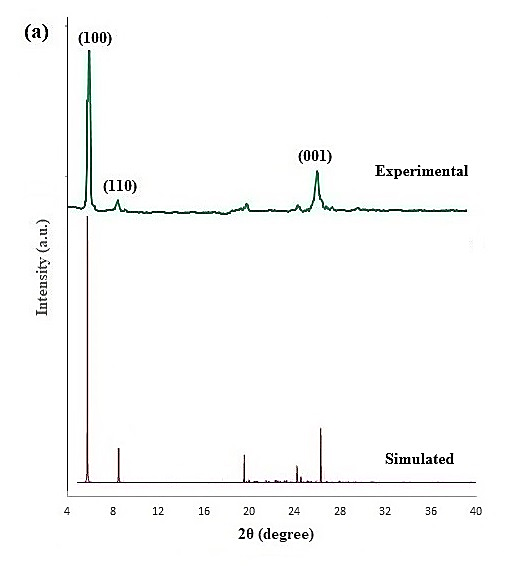 (a)
(100)
(110)
(001)
Experimental
Intensity (a.u.)
Simulated
4 8 12 16 20 24 28 32 36 40
2θ (degree)